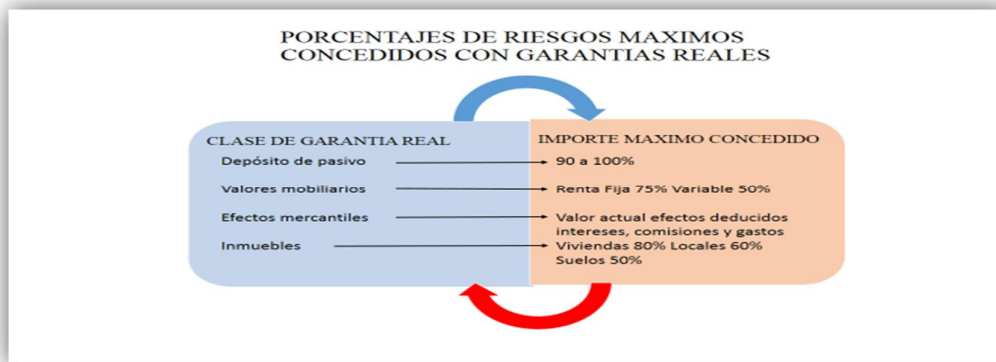 PORCENTAJES DE RIESGOS MAXIMOS
CONCEDIDOS CON GARANTIAS REALES
CLASE DE GARANTIA REAL
Depósito de pasivo
Valores mobiliarios
Efectos mercantiles
Inmuebles
IMPORTE MAXIMO CONCEDIDO
90 a 100%
Renta Fija 75% Variable 50%
Valor actual efectos deducidos
intereses, comisiones y gastos
Viviendas 80% Locales 60%
Suelos 50%